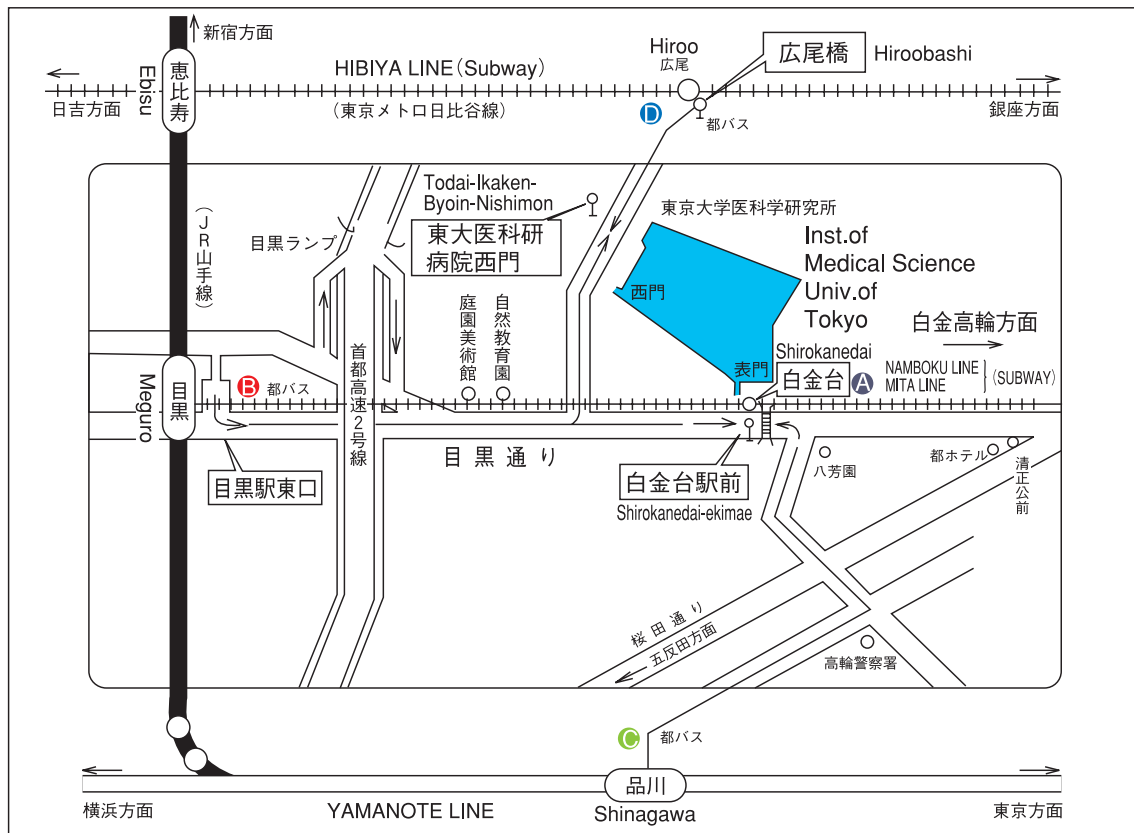 新宿方面
恵比寿
Ebisu
日吉方面
HIBIYA LINE(Subway)
(東京メトロ日比谷線)
Hiroo
広尾
広尾橋
Hiroobashi
D
都バス
銀座方面
(JR山手線)
目黒ランプ
Todai-Ikaken-
Byoin-Nishimon
東大医科研
病院西門
東京大学医科学研究所
Inst.of
Medical Science
Univ.of
Tokyo
西門
表門
庭園美術館
自然教育園
白金高輪方面
Shirokanedai
白金台
A
NAMBOKU LINE
MITA LINE
(SUBWAY)
目黒
Meguro
B
都バス
首都高速2号線
目黒通り
目黒駅東口
白金台駅前
Shirokanedai-ekimae
八芳園
都ホテル
清正公前
桜田通り
五反田方面
高輪警察署
C
都バス
品川
Shinagawa
横浜方面
YAMANOTE LINE
東京方面